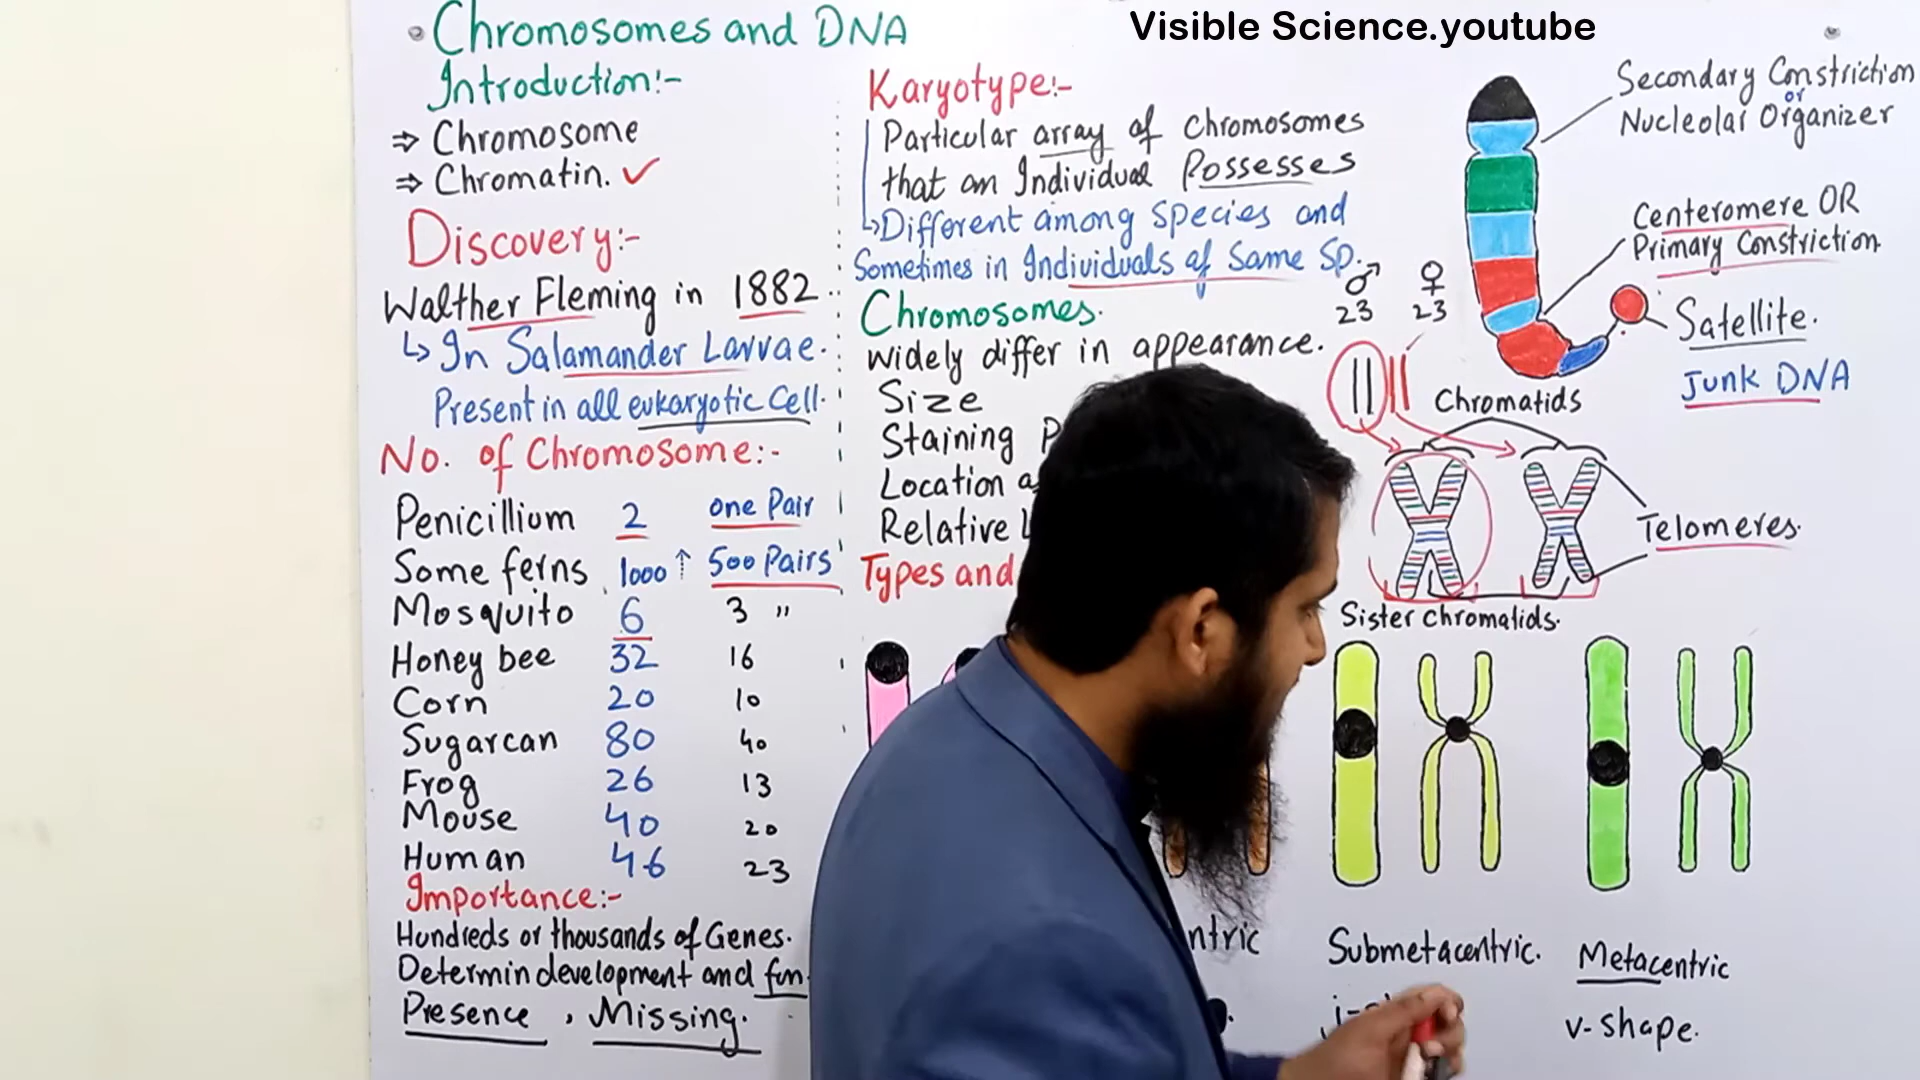 Visible Science.youtube
Chromosomes and DNA
Introduction:-
⇒ Chromosome
⇒ Chromatin. ✓
Discovery:-
Walther Fleming in 1882
↳ In Salamander Larvae.
Present in all eukaryotic Cell.
No. of Chromosome:-
Penicillium 2 one Pair
Some ferns 1000 ↑ 500 Pairs
Mosquito 6 3 "
Honey bee 32 16
Corn 20 10
Sugarcan 80 40
Frog 26 13
Mouse 40 20
Human 46 23
Importance:-
Hundreds or thousands of Genes.
Determin development and fun
Presence , Missing.
Karyotype:-
Particular array of chromosomes
that an Individual Possesses
↳ Different among species and
Sometimes in Individuals of Same Sp.
Chromosomes.
widely differ in appearance.
Size
Staining P
Location a
Relative
Types and
♂ ♀
23 23
Secondary Constriction
or
Nucleolar Organizer
Centeromere OR
Primary Constriction
Satellite.
Junk DNA
Chromatids
Telomeres.
Sister chromatids.
ntric
Submetacentric.
j-
Metacentric
v-shape.